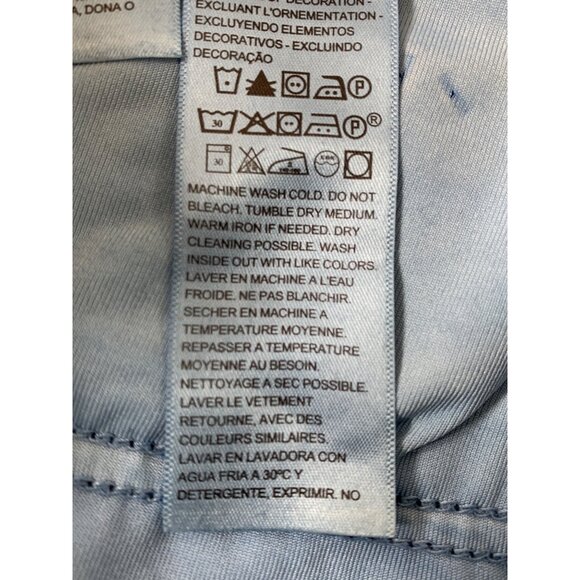 A, DONA O
EXCLUANT L'ORNEMENTATION -
EXCLUYENDO ELEMENTOS
DECORATIVOS - EXCLUINDO
DECORAÇÃO
P
30 P®
30
MACHINE WASH COLD. DO NOT
BLEACH. TUMBLE DRY MEDIUM.
WARM IRON IF NEEDED. DRY
CLEANING POSSIBLE. WASH
INSIDE OUT WITH LIKE COLORS.
LAVER EN MACHINE A L'EAU
FROIDE. NE PAS BLANCHIR.
SECHER EN MACHINE A
TEMPERATURE MOYENNE.
REPASSER A TEMPERATURE
MOYENNE AU BESOIN.
NETTOYAGE A SEC POSSIBLE.
LAVER LE VETEMENT
RETOURNE, AVEC DES
COULEURS SIMILAIRES.
LAVAR EN LAVADORA CON
AGUA FRIA A 30ºC Y
DETERGENTE, EXPRIMIR. NO